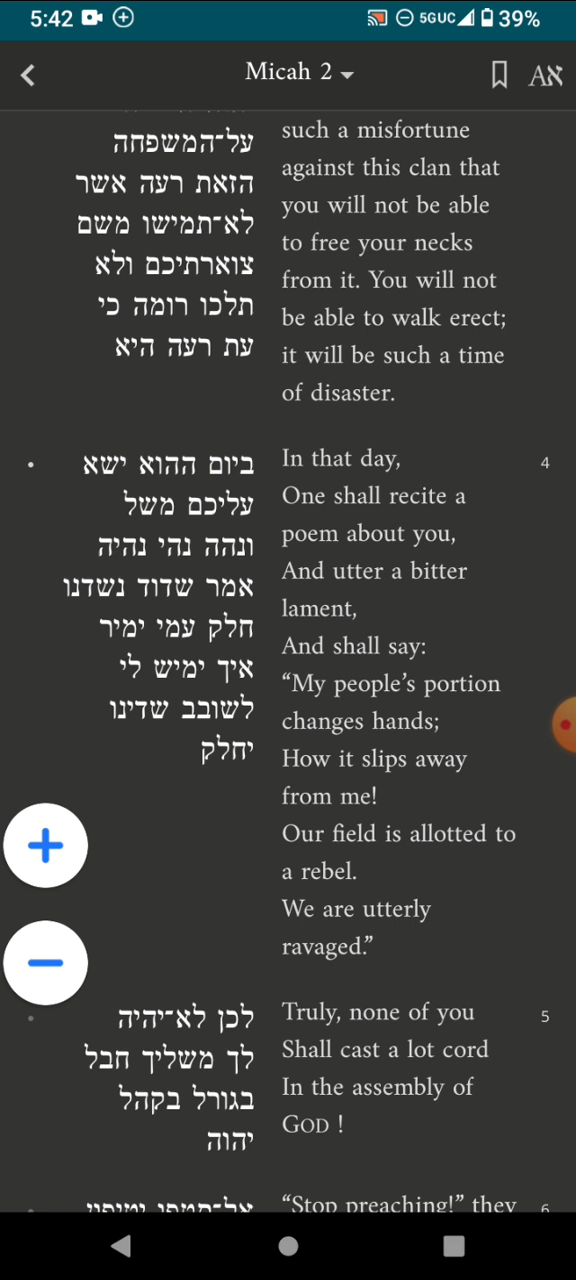 5:42
5GUC 39%
Micah 2
Aא
על־המשפחה
הזאת רעה אשר
לא־תמישו משם
צוארתיכם ולא
תלכו רומה כי
עת רעה היא
such a misfortune
against this clan that
you will not be able
to free your necks
from it. You will not
be able to walk erect;
it will be such a time
of disaster.
ביום ההוא ישא
עליכם משל
ונהה נהי נהיה
אמר שדוד נשדנו
חלק עמי ימיר
איך ימיש לי
לשובב שדינו
יחלק
In that day,
One shall recite a
poem about you,
And utter a bitter
lament,
And shall say:
“My people’s portion
changes hands;
How it slips away
from me!
Our field is allotted to
a rebel.
We are utterly
ravaged.”
4
לכן לא־יהיה
לך משליך חבל
בגורל בקהל
יהוה
Truly, none of you
Shall cast a lot cord
In the assembly of
GOD !
5
“Stop preaching!” they
6